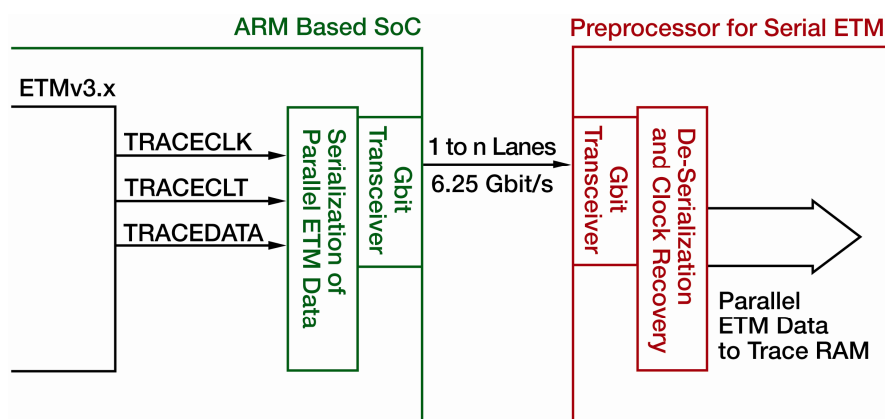 ARM Based SoC
Preprocessor for Serial ETM
ETMv3.x
TRACECLK
TRACECLT
TRACEDATA
Serialization of
Parallel ETM Data
Gbit
Transceiver
1 to n Lanes
6.25 Gbit/s
Gbit
Transceiver
De-Serialization
and Clock Recovery
Parallel
ETM Data
to Trace RAM